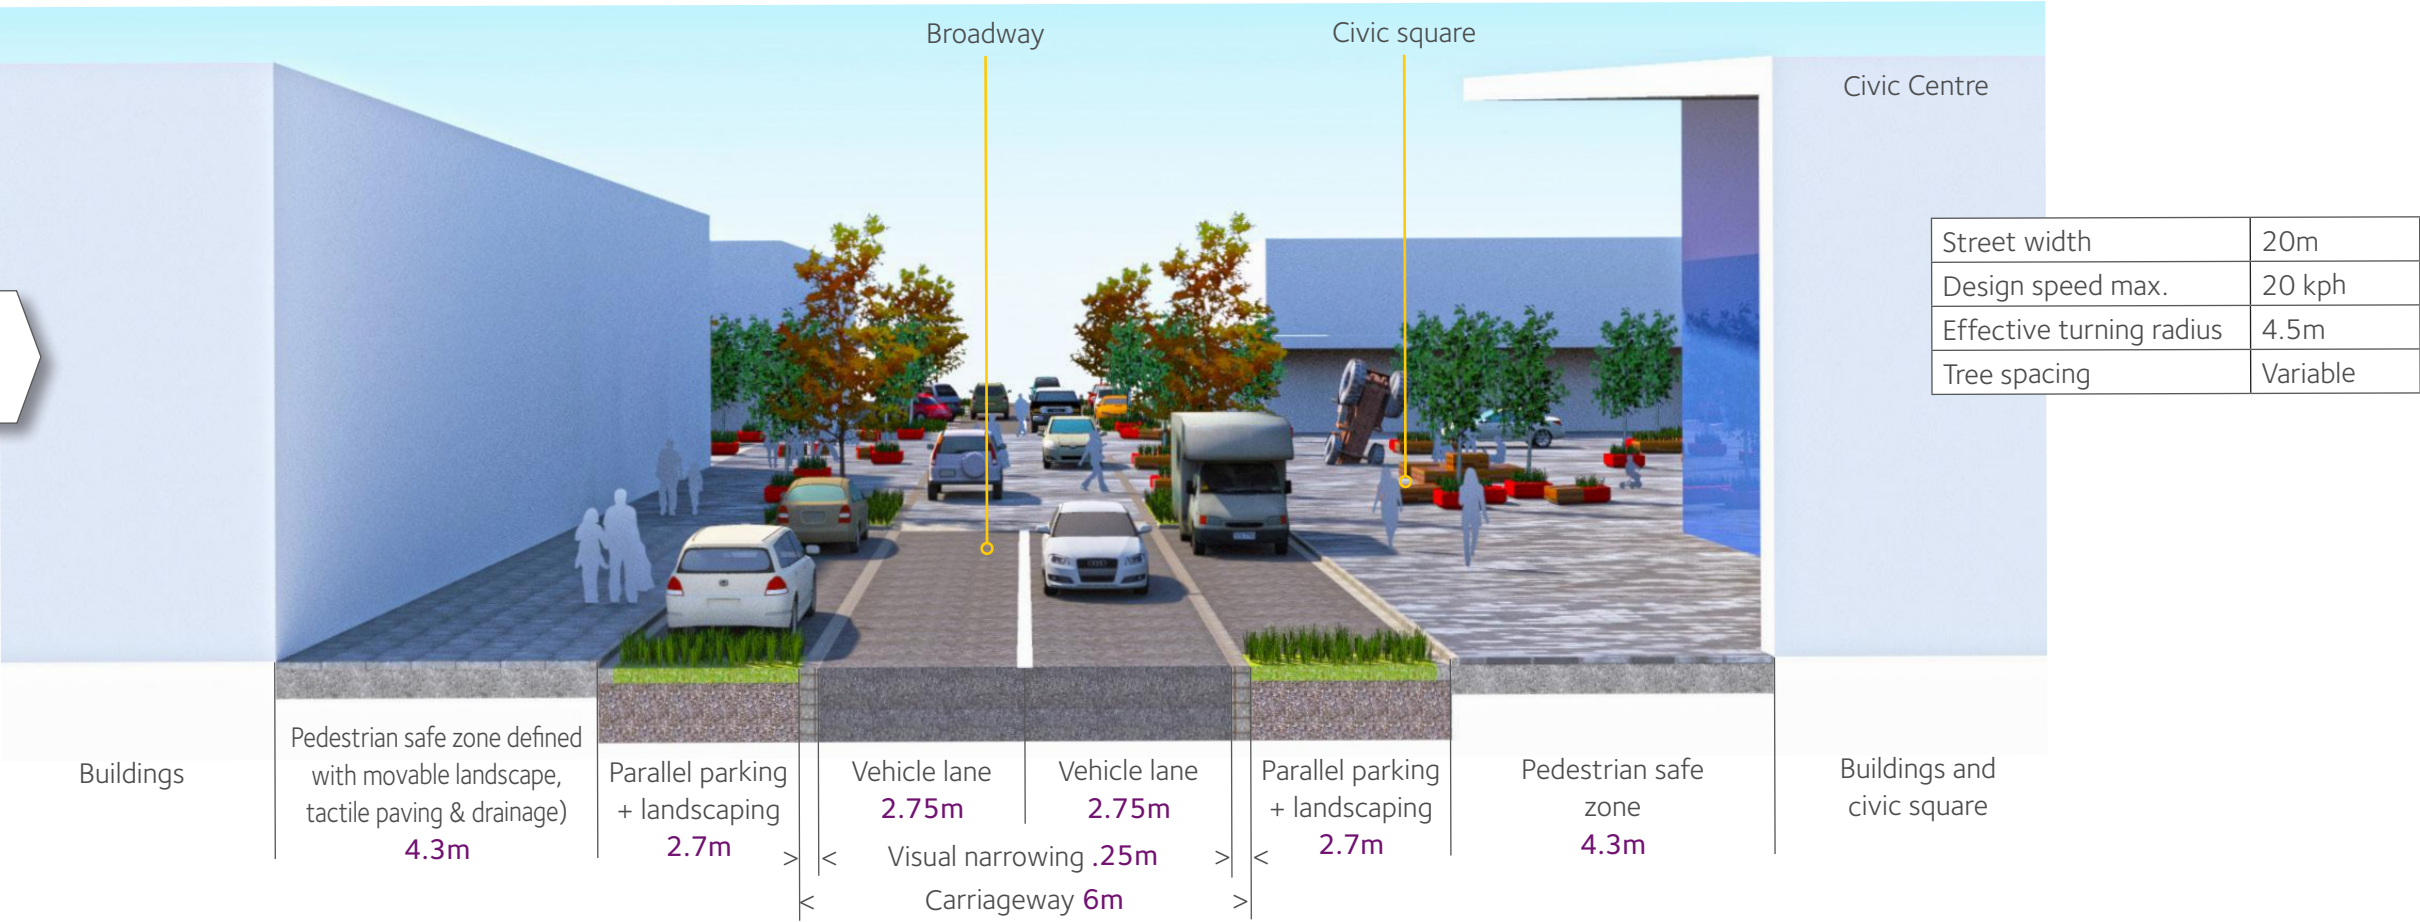 Broadway
Civic square
Civic Centre
Street width 20m
Design speed max. 20 kph
Effective turning radius 4.5m
Tree spacing Variable
Buildings
Pedestrian safe zone defined
with movable landscape,
tactile paving & drainage)
4.3m
Parallel parking
+ landscaping
2.7m
Vehicle lane
2.75m
Vehicle lane
2.75m
> < Visual narrowing .25m > <
< Carriageway 6m >
Parallel parking
+ landscaping
2.7m
Pedestrian safe
zone
4.3m
Buildings and
civic square